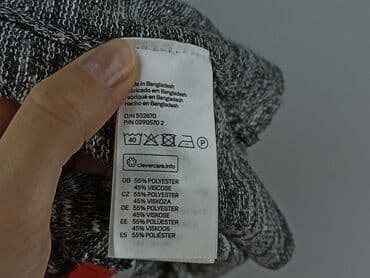 Made in Bangladesh
Fabricado en Bangladesh
Fabriqué en Bangladesh
Hecho en Bangladesh
O/N 552670
P/N 0290570 2
40 P
clevercare.info
GB 55% POLYESTER
45% VISCOSE
CZ 55% POLYESTER
45% VISKÓZA
DE 55% POLYESTER
45% VISKOSE
EE 55% POLÜESTER
45% VISKOOS
ES 55% POLIÉSTER